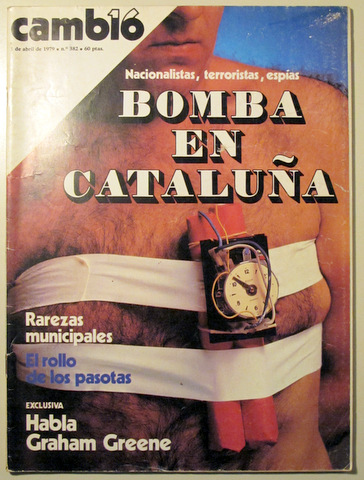 camb16
de abril de 1979 • n.º 382 • 60 ptas.
Nacionalistas, terroristas, espías
BOMBA
EN
CATALUÑA
Rarezas
municipales
El rollo
de los pasotas
EXCLUSIVA
Habla
Graham Greene